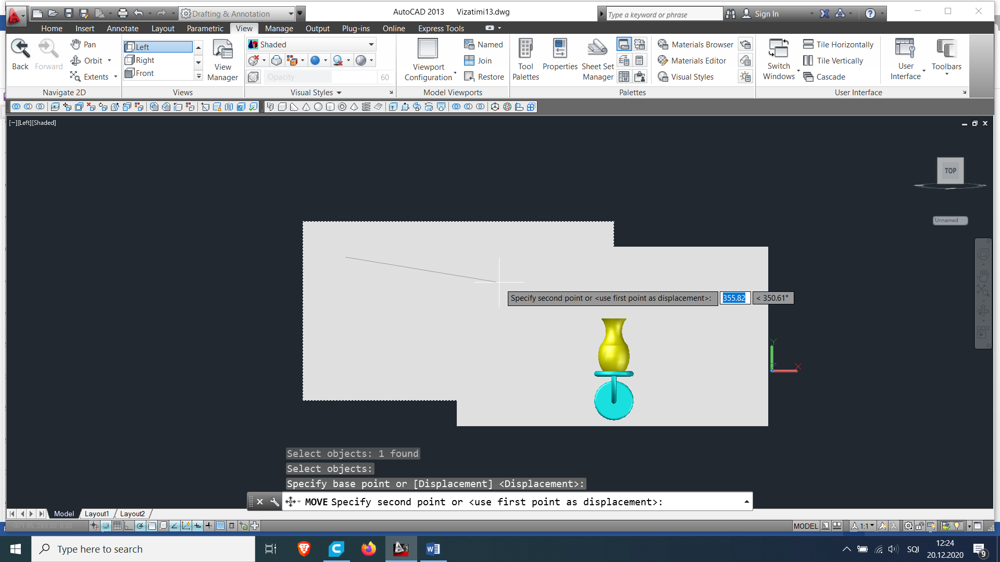 Drafting & Annotation
AutoCAD 2013 Vizatimi13.dwg
Type a keyword or phrase
Sign In
Home Insert Annotate Layout Parametric View Manage Output Plug-ins Online Express Tools
Back
Forward
Pan
Orbit
Extents
Navigate 2D
Left
Right
Front
View
Manager
Views
Shaded
Opacity 60
Visual Styles
Viewport
Configuration
Named
Join
Restore
Model Viewports
Tool
Palettes
Properties
Sheet Set
Manager
Materials Browser
Materials Editor
Visual Styles
Palettes
Switch
Windows
Tile Horizontally
Tile Vertically
Cascade
User
Interface
Toolbars
User Interface
[−][Left][Shaded]
TOP
Unnamed
Specify second point or <use first point as displacement>: 355.82 < 350.61°
Y
Z
X
Select objects: 1 found
Select objects:
Specify base point or [Displacement] <Displacement>:
MOVE Specify second point or <use first point as displacement>:
Model Layout1 Layout2
-971.85, 260.00, 0.00
MODEL 1:1
Type here to search
SQI
12:24
20.12.2020
9